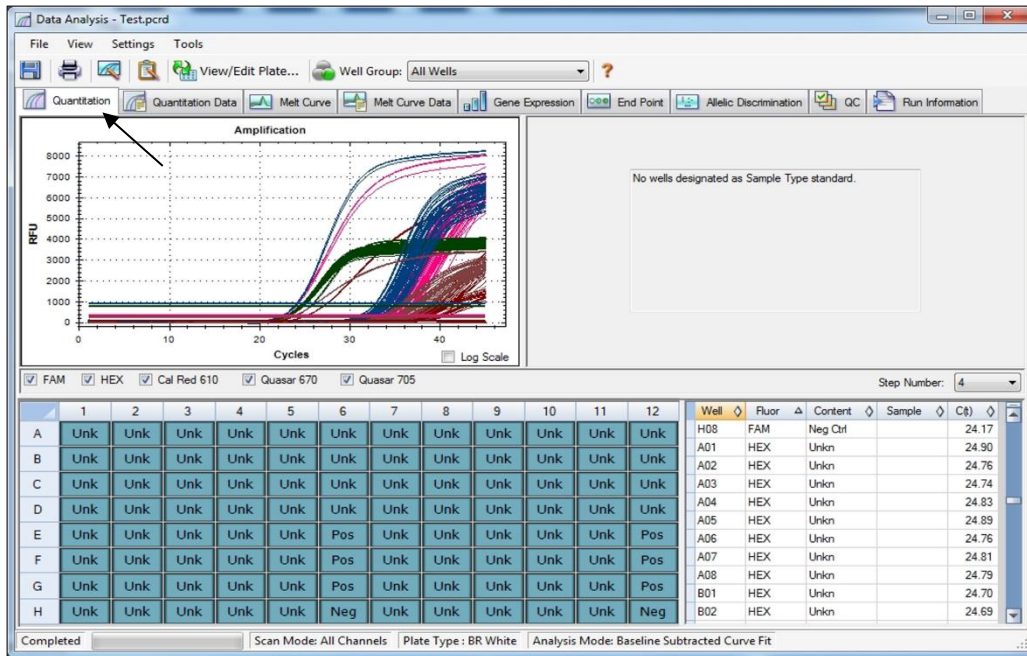 Data Analysis - Test.pcrd
File View Settings Tools
View/Edit Plate... Well Group: All Wells ?
Quantitation Quantitation Data Melt Curve Melt Curve Data Gene Expression End Point Allelic Discrimination QC Run Information
Amplification
8000
7000
6000
5000
4000
3000
2000
1000
0
RFU
0 10 20 30 40
Cycles
Log Scale
No wells designated as Sample Type standard.
FAM HEX Cal Red 610 Quasar 670 Quasar 705 Step Number: 4
1 2 3 4 5 6 7 8 9 10 11 12
A Unk Unk Unk Unk Unk Unk Unk Unk Unk Unk Unk Unk
B Unk Unk Unk Unk Unk Unk Unk Unk Unk Unk Unk Unk
C Unk Unk Unk Unk Unk Unk Unk Unk Unk Unk Unk Unk
D Unk Unk Unk Unk Unk Unk Unk Unk Unk Unk Unk Unk
E Unk Unk Unk Unk Unk Pos Unk Unk Unk Unk Unk Pos
F Unk Unk Unk Unk Unk Pos Unk Unk Unk Unk Unk Pos
G Unk Unk Unk Unk Unk Pos Unk Unk Unk Unk Unk Pos
H Unk Unk Unk Unk Unk Neg Unk Unk Unk Unk Unk Neg
Well Fluor Content Sample C(t)
H08 FAM Neg Ctrl 24.17
A01 HEX Unkn 24.90
A02 HEX Unkn 24.76
A03 HEX Unkn 24.74
A04 HEX Unkn 24.83
A05 HEX Unkn 24.89
A06 HEX Unkn 24.76
A07 HEX Unkn 24.81
A08 HEX Unkn 24.79
B01 HEX Unkn 24.70
B02 HEX Unkn 24.69
Completed Scan Mode: All Channels Plate Type : BR White Analysis Mode: Baseline Subtracted Curve Fit